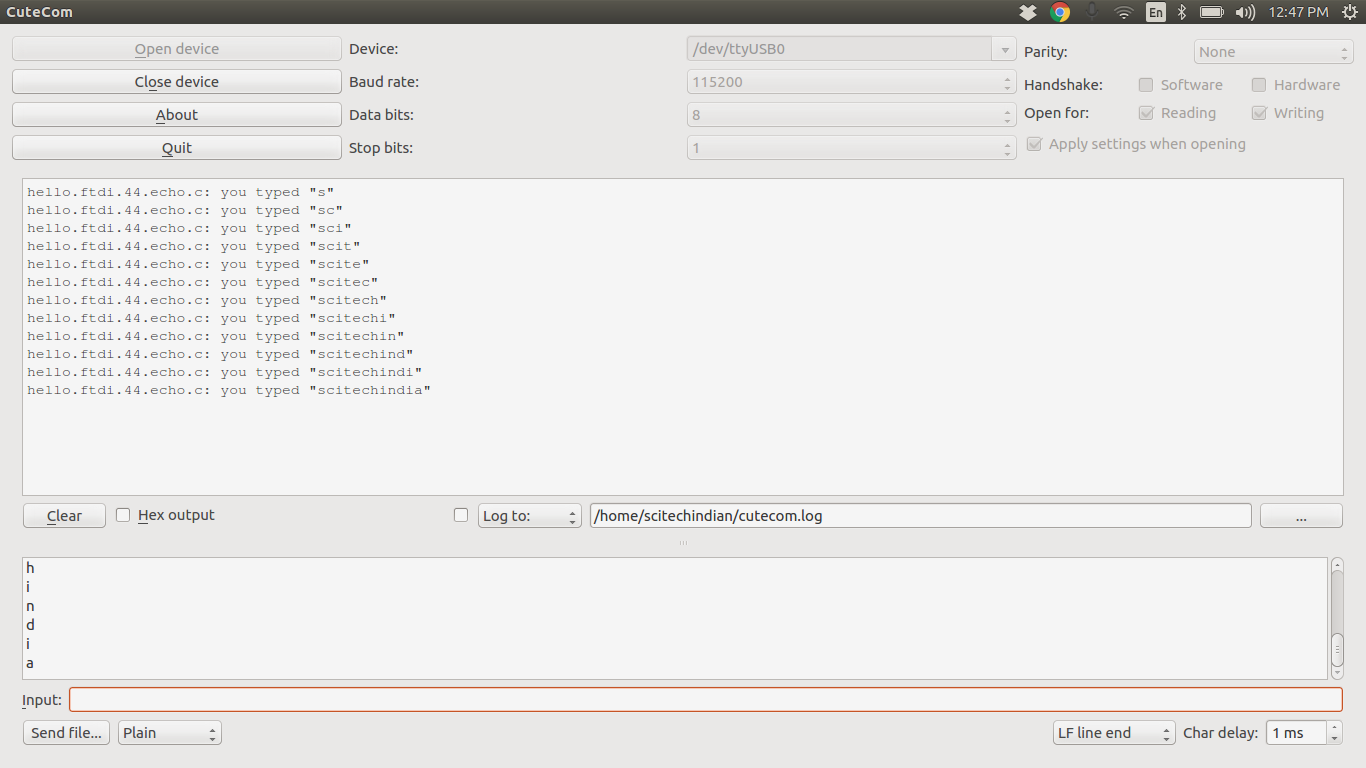 CuteCom
En 12:47 PM
Open device Device: /dev/ttyUSB0 Parity: None
Close device Baud rate: 115200 Handshake: Software Hardware
About Data bits: 8 Open for: Reading Writing
Quit Stop bits: 1 Apply settings when opening
hello.ftdi.44.echo.c: you typed "s"
hello.ftdi.44.echo.c: you typed "sc"
hello.ftdi.44.echo.c: you typed "sci"
hello.ftdi.44.echo.c: you typed "scit"
hello.ftdi.44.echo.c: you typed "scite"
hello.ftdi.44.echo.c: you typed "scitec"
hello.ftdi.44.echo.c: you typed "scitech"
hello.ftdi.44.echo.c: you typed "scitechi"
hello.ftdi.44.echo.c: you typed "scitechin"
hello.ftdi.44.echo.c: you typed "scitechind"
hello.ftdi.44.echo.c: you typed "scitechindi"
hello.ftdi.44.echo.c: you typed "scitechindia"
Clear Hex output Log to: /home/scitechindian/cutecom.log ...
h
i
n
d
i
a
Input:
Send file... Plain LF line end Char delay: 1 ms